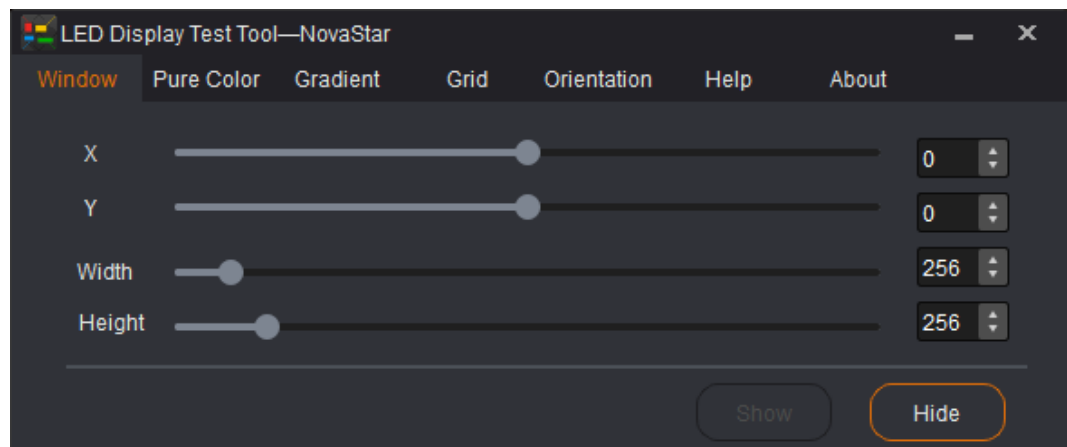 LED Display Test Tool—NovaStar
Window Pure Color Gradient Grid Orientation Help About
X 0
Y 0
Width 256
Height 256
Show Hide